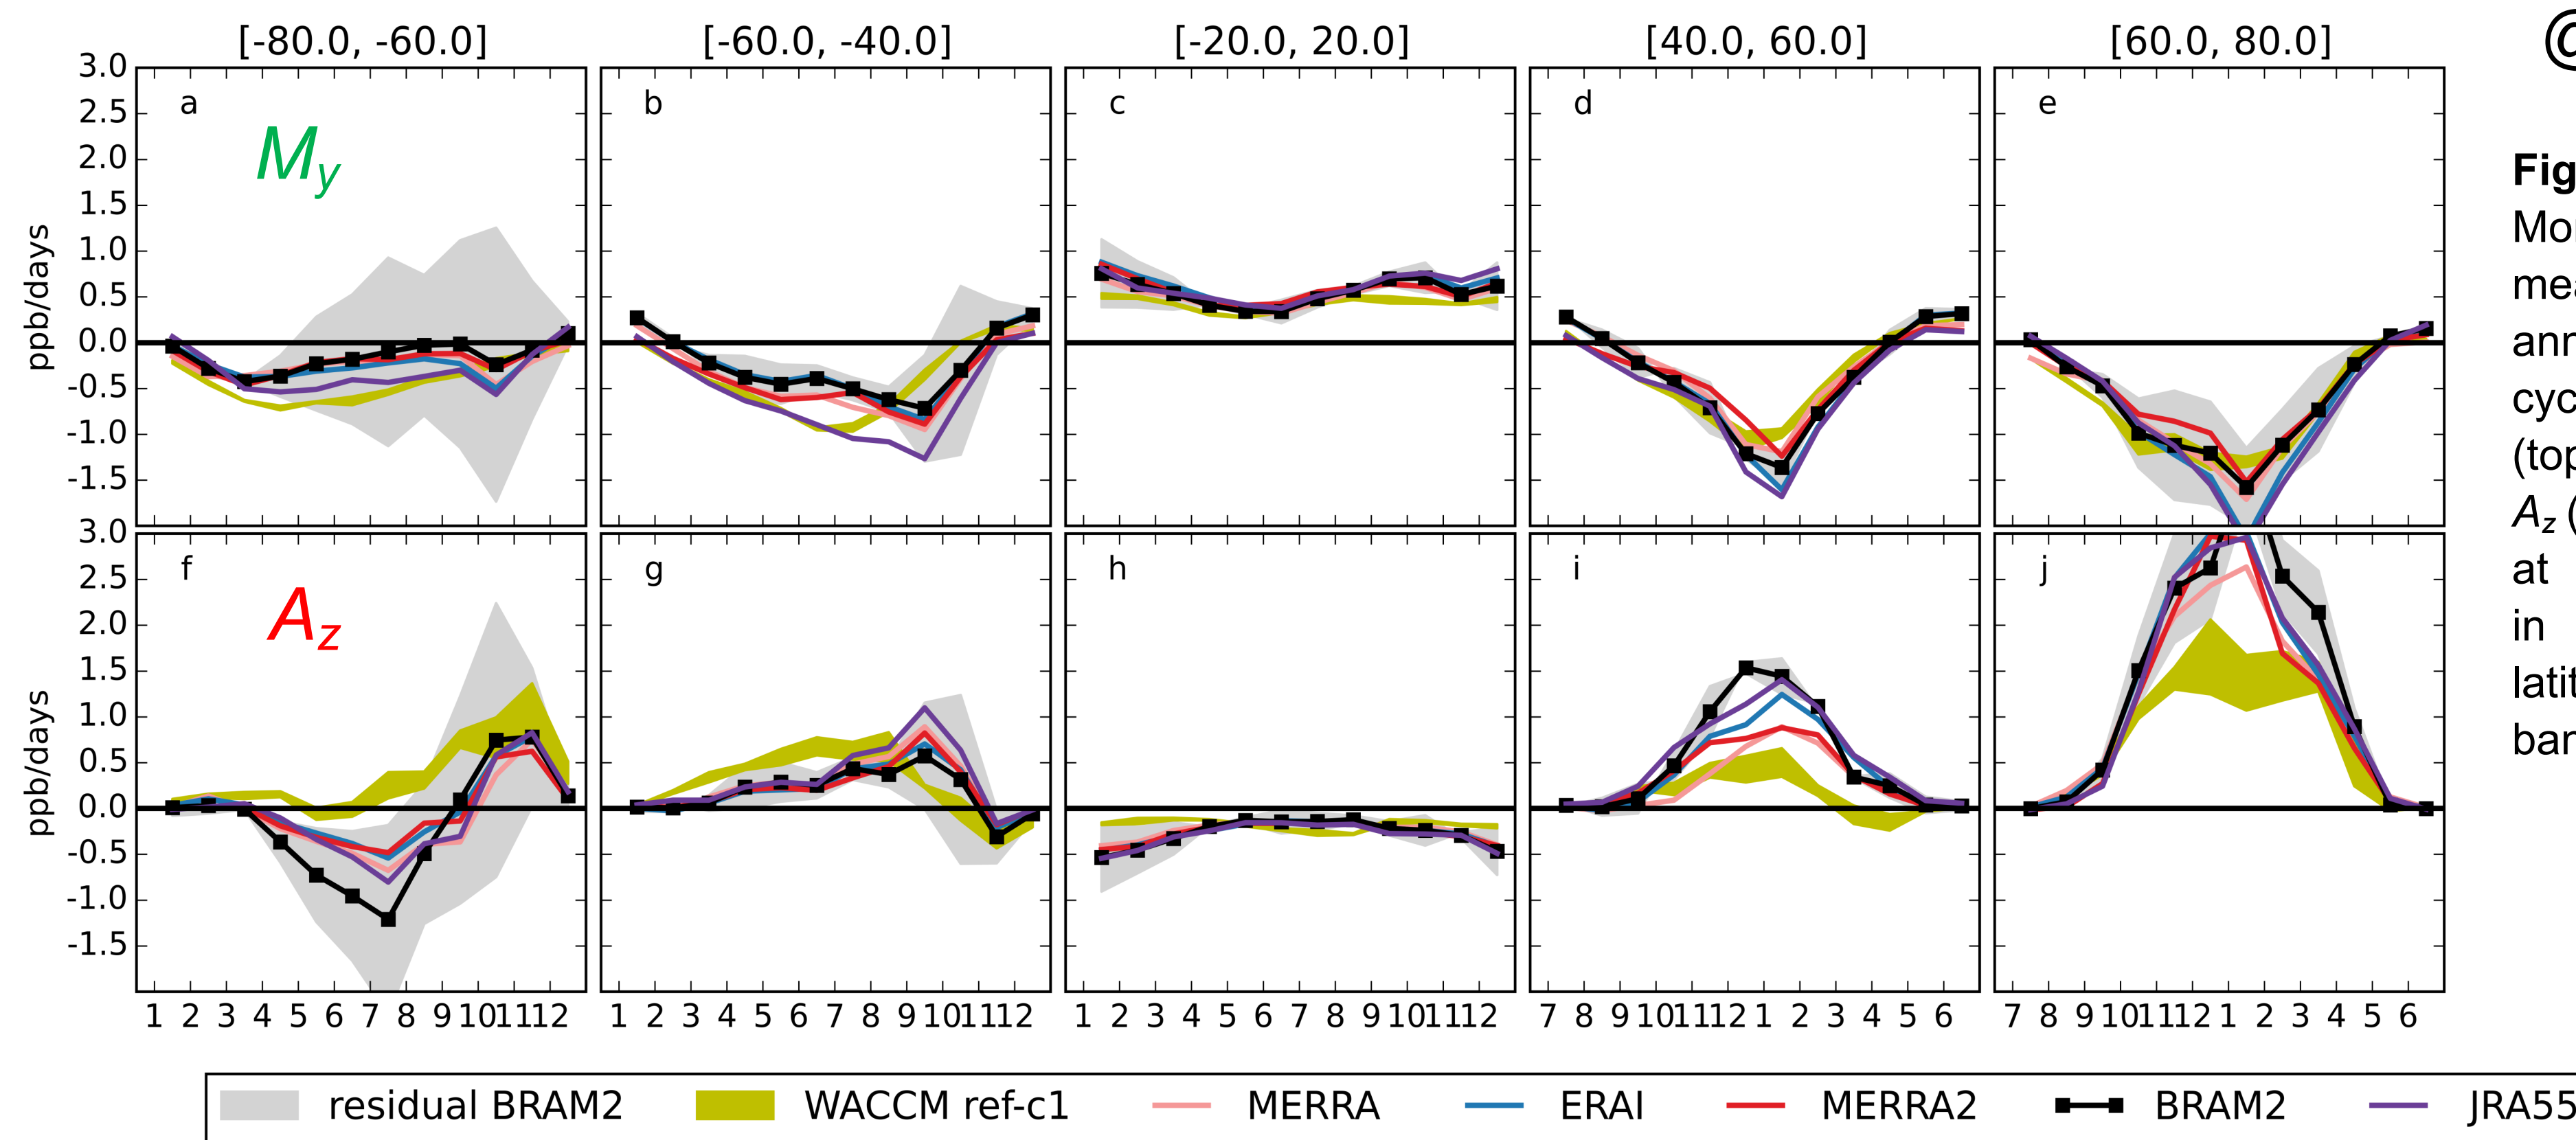 [-80.0, -60.0] [-60.0, -40.0] [-20.0, 20.0] [40.0, 60.0] [60.0, 80.0]
3.0
2.5
2.0
1.5
1.0
0.5
0.0
-0.5
-1.0
-1.5
ppb/days
a b c d e
My
3.0
2.5
2.0
1.5
1.0
0.5
0.0
-0.5
-1.0
-1.5
ppb/days
f g h i j
Az
1 2 3 4 5 6 7 8 9 10 11 12 1 2 3 4 5 6 7 8 9 10 11 12 1 2 3 4 5 6 7 8 9 10 11 12 7 8 9 10 11 12 1 2 3 4 5 6 7 8 9 10 11 12 1 2 3 4 5 6
residual BRAM2 WACCM ref-c1 MERRA ERAI MERRA2 BRAM2 JRA55
@
Fig
Az (
at
in